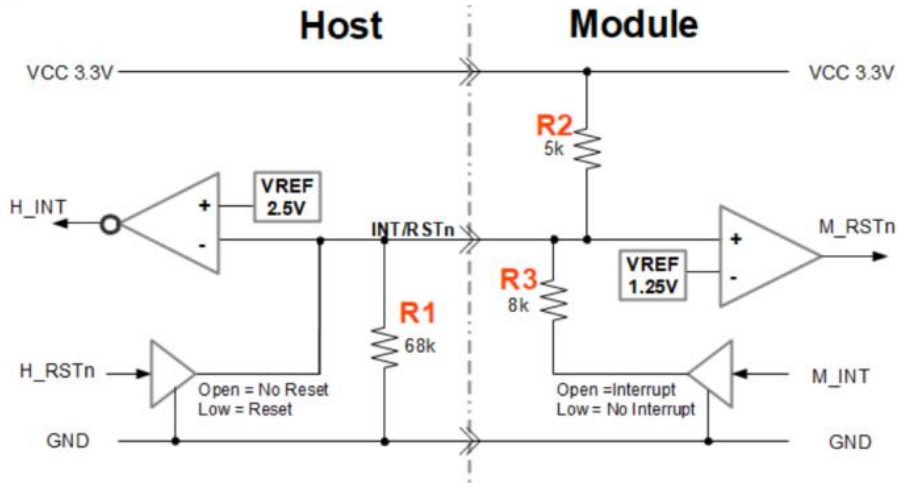 Host
Module
VCC 3.3V
VCC 3.3V
R2
5k
H_INT
+
-
VREF
2.5V
INT/RSTn
+
-
VREF
1.25V
M_RSTn
R1
68k
R3
8k
H_RSTn
Open = No Reset
Low = Reset
Open =Interrupt
Low = No Interrupt
M_INT
GND
GND